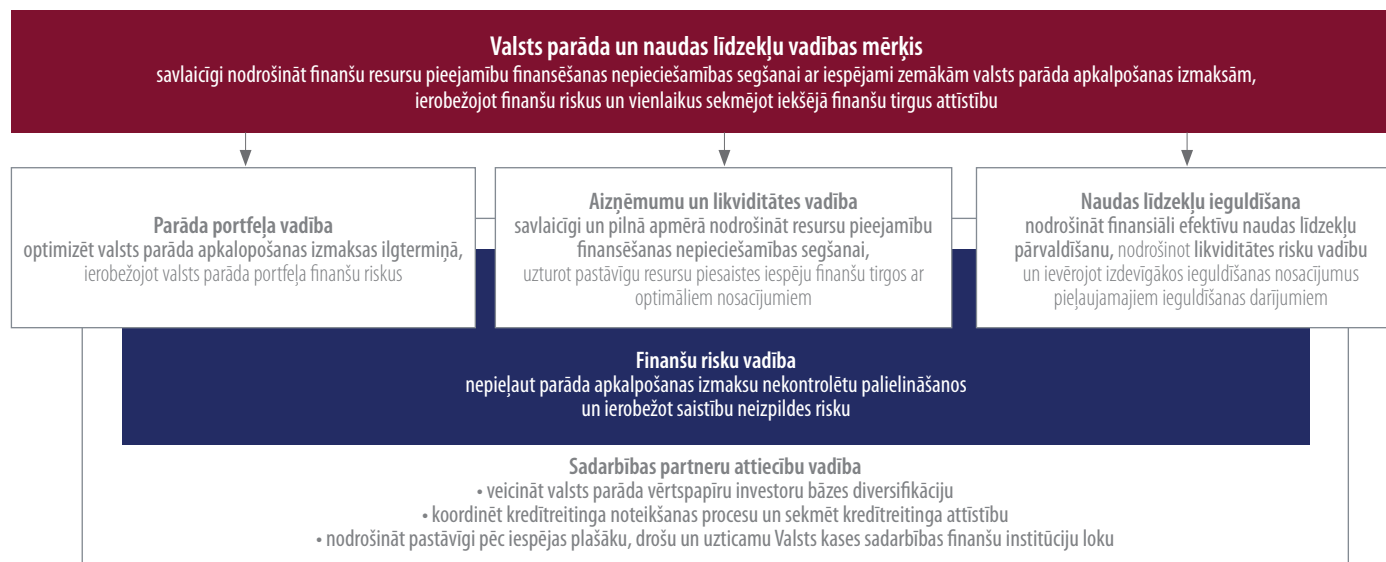 Valsts parāda un naudas līdzekļu vadības mērķis
savlaicīgi nodrošināt finanšu resursu pieejamību finansēšanas nepieciešamības segšanai ar iespējami zemākām valsts parāda apkalpošanas izmaksām,
ierobežojot finanšu riskus un vienlaikus sekmējot iekšējā finanšu tirgus attīstību
Parāda portfeļa vadība
optimizēt valsts parāda apkalopošanas izmaksas ilgtermiņā,
ierobežojot valsts parāda portfeļa finanšu riskus
Aizņēmumu un likviditātes vadība
savlaicīgi un pilnā apmērā nodrošināt resursu pieejamību
finansēšanas nepieciešamības segšanai,
uzturot pastāvīgu resursu piesaistes iespēju finanšu tirgos ar
optimāliem nosacījumiem
Naudas līdzekļu ieguldīšana
nodrošināt finansiāli efektīvu naudas līdzekļu
pārvaldīšanu, nodrošinot likviditātes risku vadību
un ievērojot izdevīgākos ieguldīšanas nosacījumus
pieļaujamajiem ieguldīšanas darījumiem
Finanšu risku vadība
nepieļaut parāda apkalpošanas izmaksu nekontrolētu palielināšanos
un ierobežot saistību neizpildes risku
Sadarbības partneru attiecību vadība
• veicināt valsts parāda vērtspapīru investoru bāzes diversifikāciju
• koordinēt kredītreitinga noteikšanas procesu un sekmēt kredītreitinga attīstību
• nodrošināt pastāvīgi pēc iespējas plašāku, drošu un uzticamu Valsts kases sadarbības finanšu institūciju loku